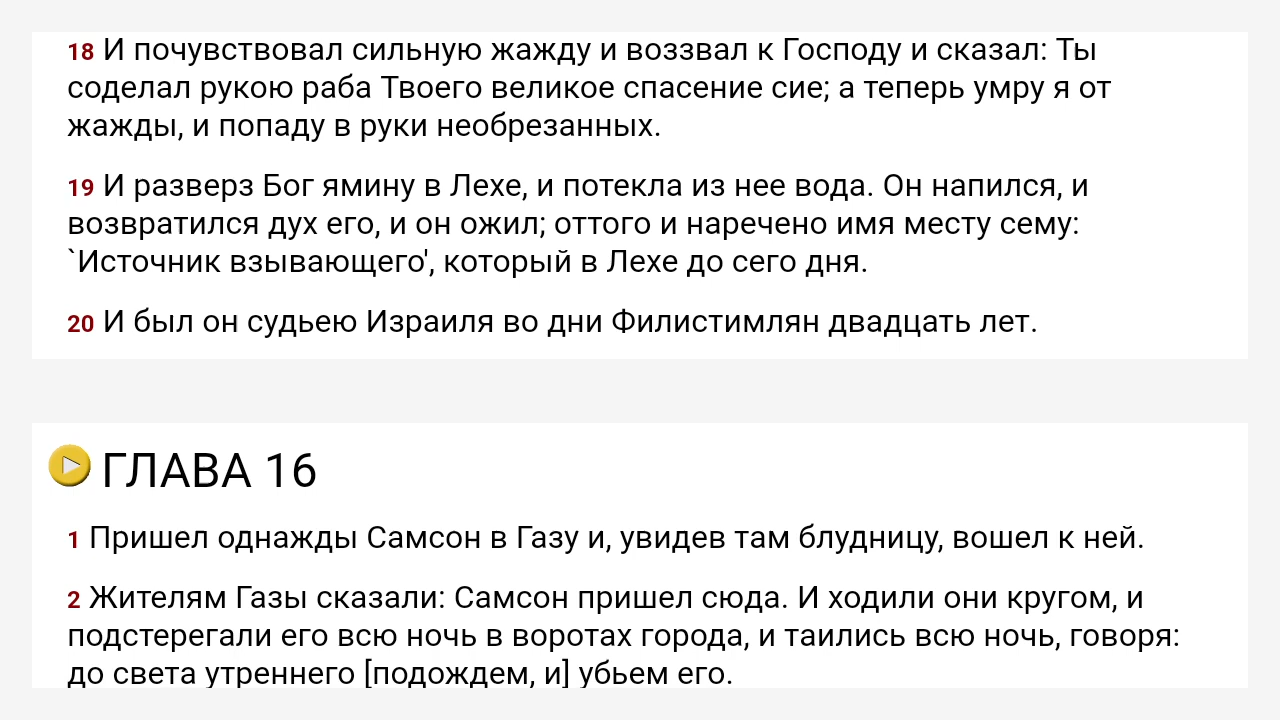 18 И почувствовал сильную жажду и воззвал к Господу и сказал: Ты
соделал рукою раба Твоего великое спасение сие; а теперь умру я от
жажды, и попаду в руки необрезанных.
19 И разверз Бог ямину в Лехе, и потекла из нее вода. Он напился, и
возвратился дух его, и он ожил; оттого и наречено имя месту сему:
`Источник взывающего', который в Лехе до сего дня.
20 И был он судьею Израиля во дни Филистимлян двадцать лет.
ГЛАВА 16
1 Пришел однажды Самсон в Газу и, увидев там блудницу, вошел к ней.
2 Жителям Газы сказали: Самсон пришел сюда. И ходили они кругом, и
подстерегали его всю ночь в воротах города, и таились всю ночь, говоря:
до света утреннего [подождем, и] убьем его.